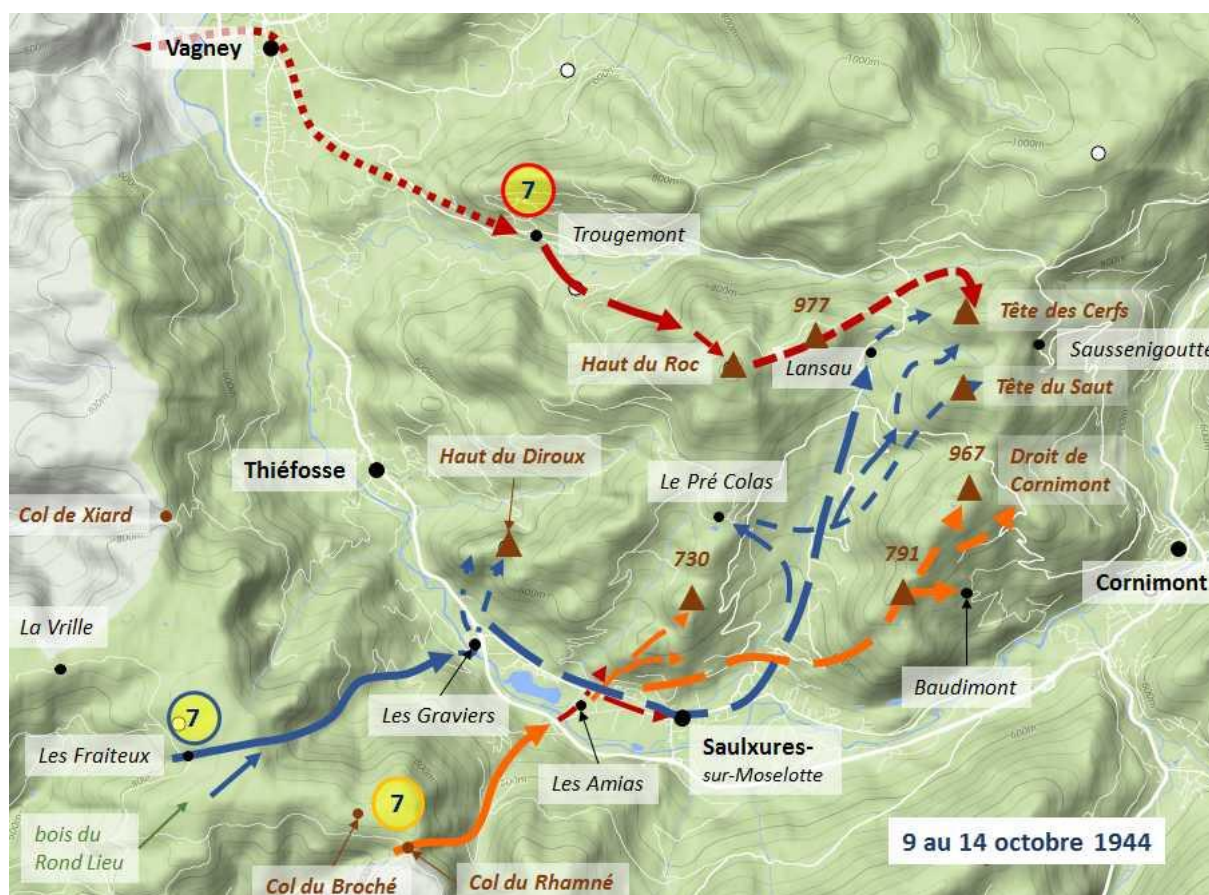 Vagney
1000m
7
1000m
Trougemont
800m
977
Tête des Cerfs
Haut du Roc
Lansau
Saussenigoutte
Tête du Saut
Thiéfosse
Haut du Diroux
967
Le Pré Colas
Droit de
Cornimont
Col de Xiard
730
791
Cornimont
La Vrille
Baudimont
Les Graviers
7
Les Fraiteux
Saulxures-
sur-Moselotte
Les Amias
7
bois du
Rond Lieu
9 au 14 octobre 1944
Col du Broché
Col du Rhamné